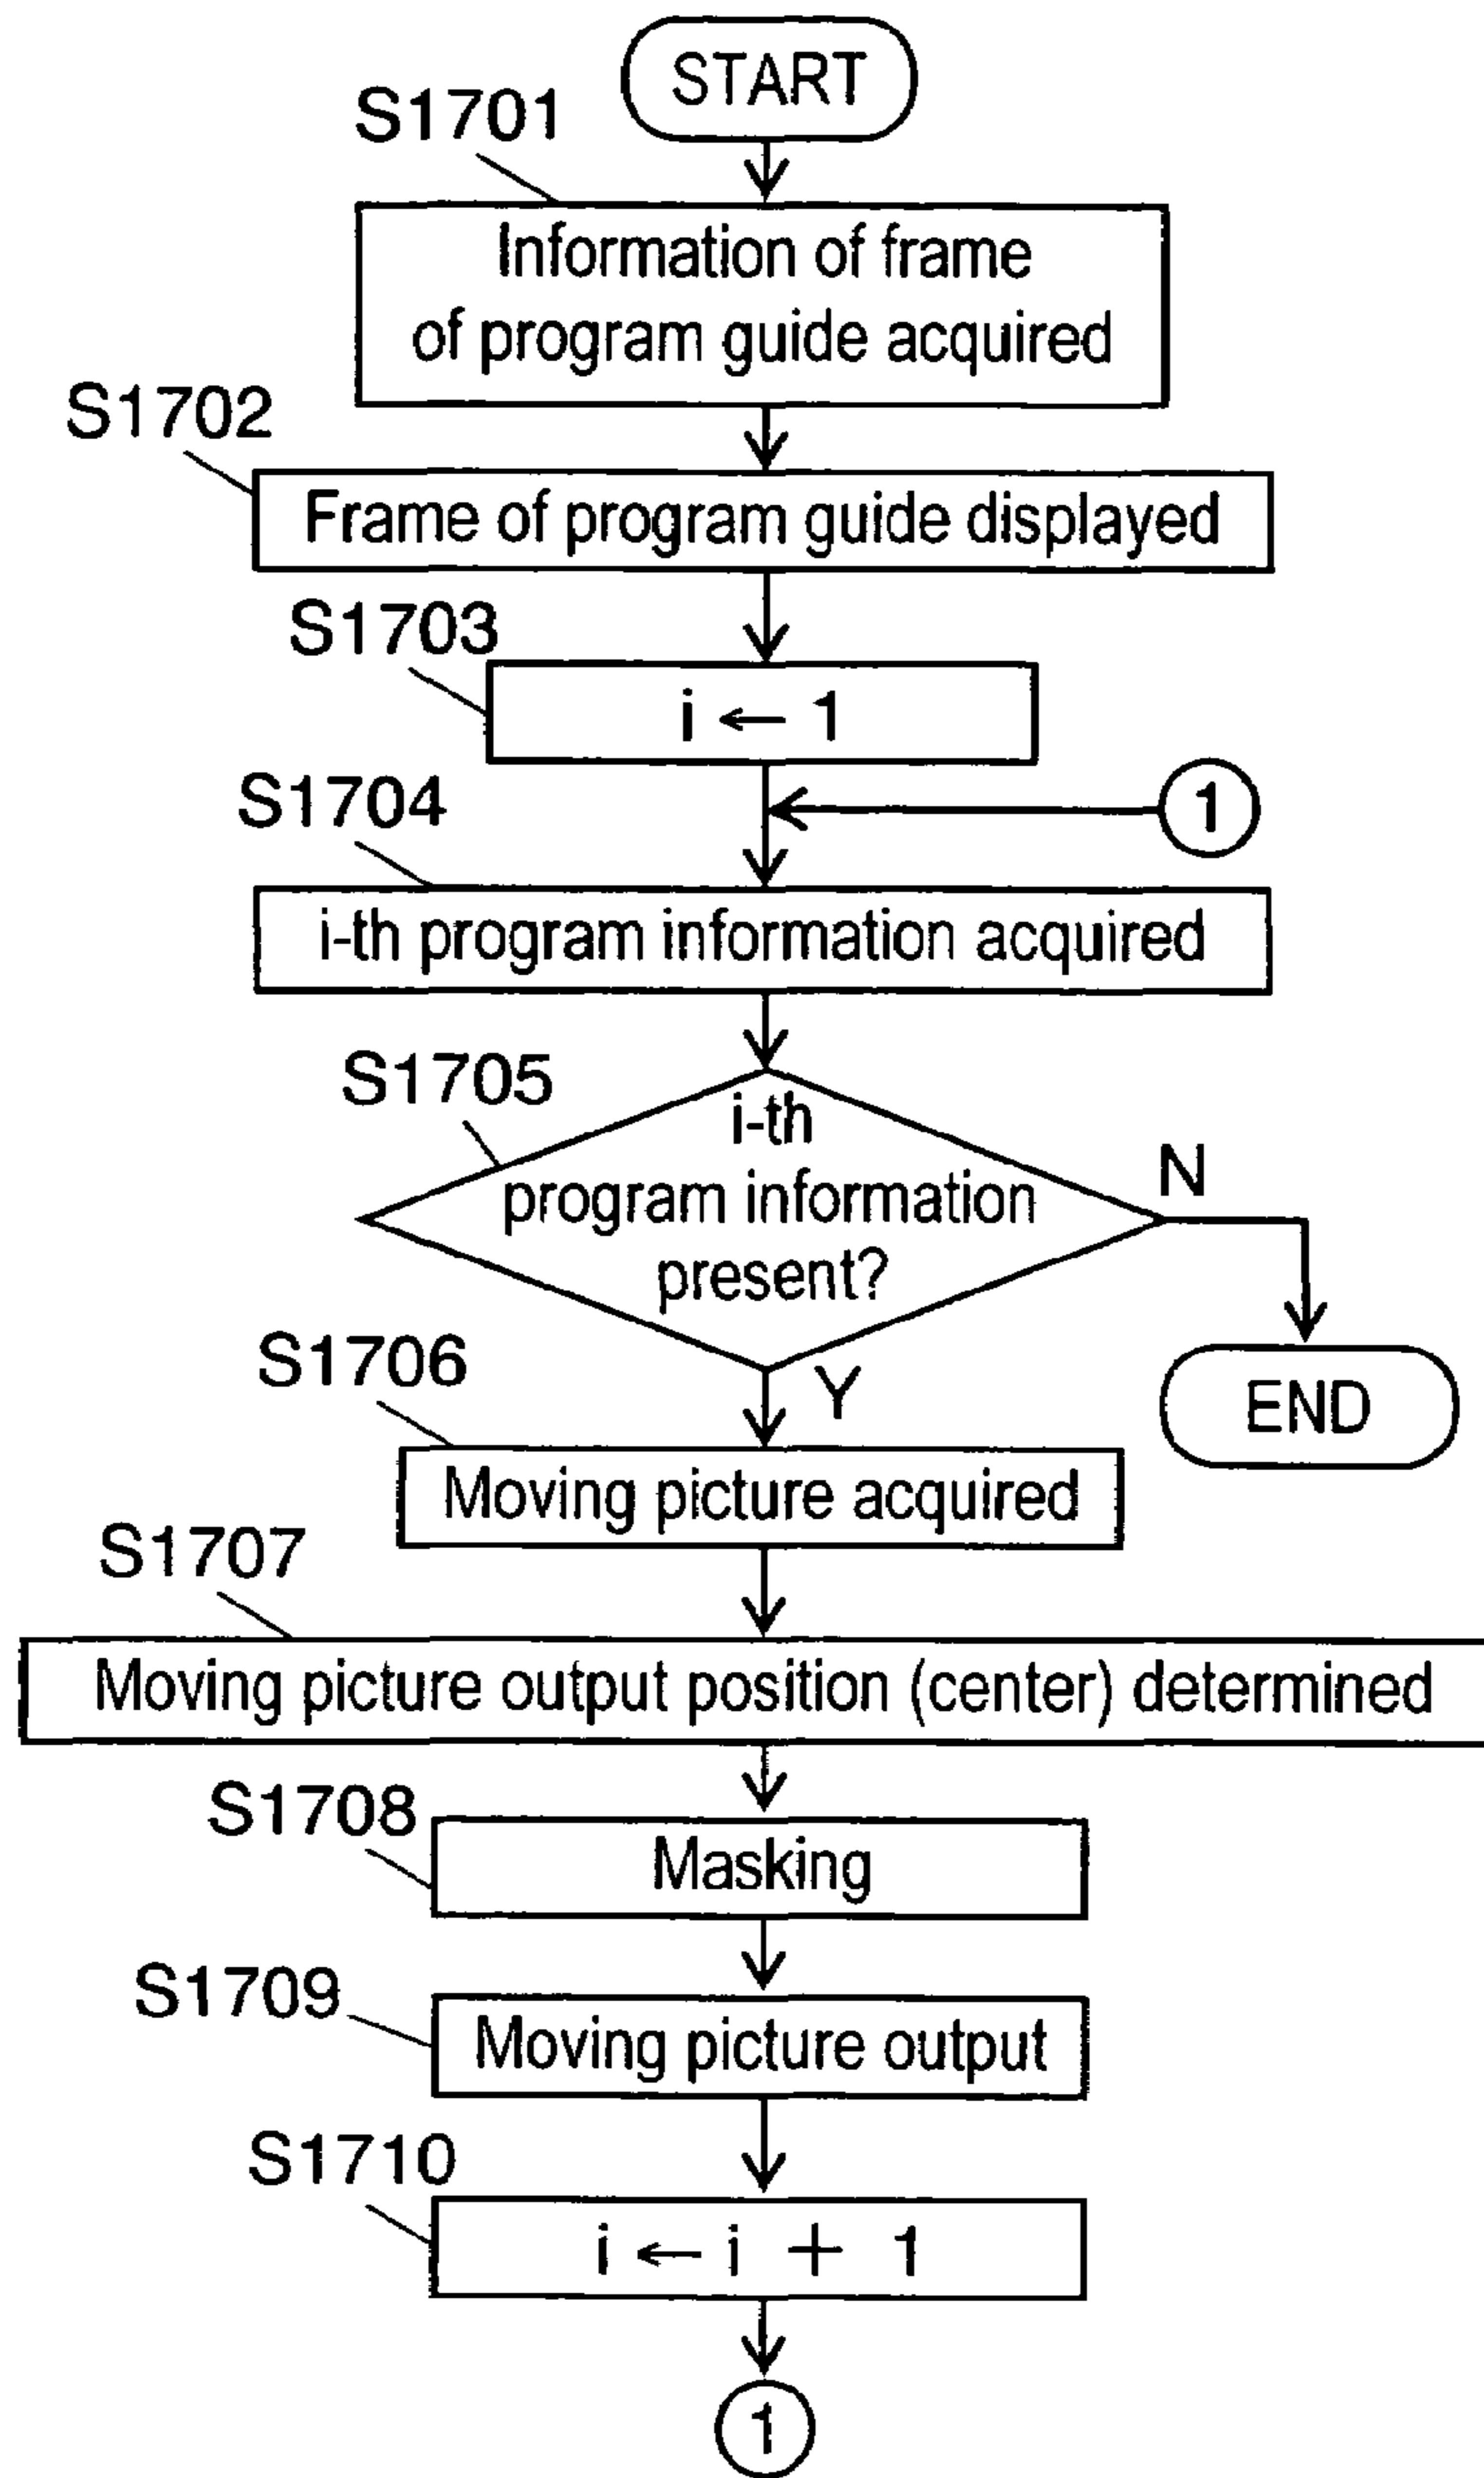 START
S1701
Information of frame
of program guide acquired
S1702
Frame of program guide displayed
S1703
i ← 1
1
S1704
i-th program information acquired
S1705
i-th
program information
present?
N
END
Y
S1706
Moving picture acquired
S1707
Moving picture output position (center) determined
S1708
Masking
S1709
Moving picture output
S1710
i ← i + 1
1